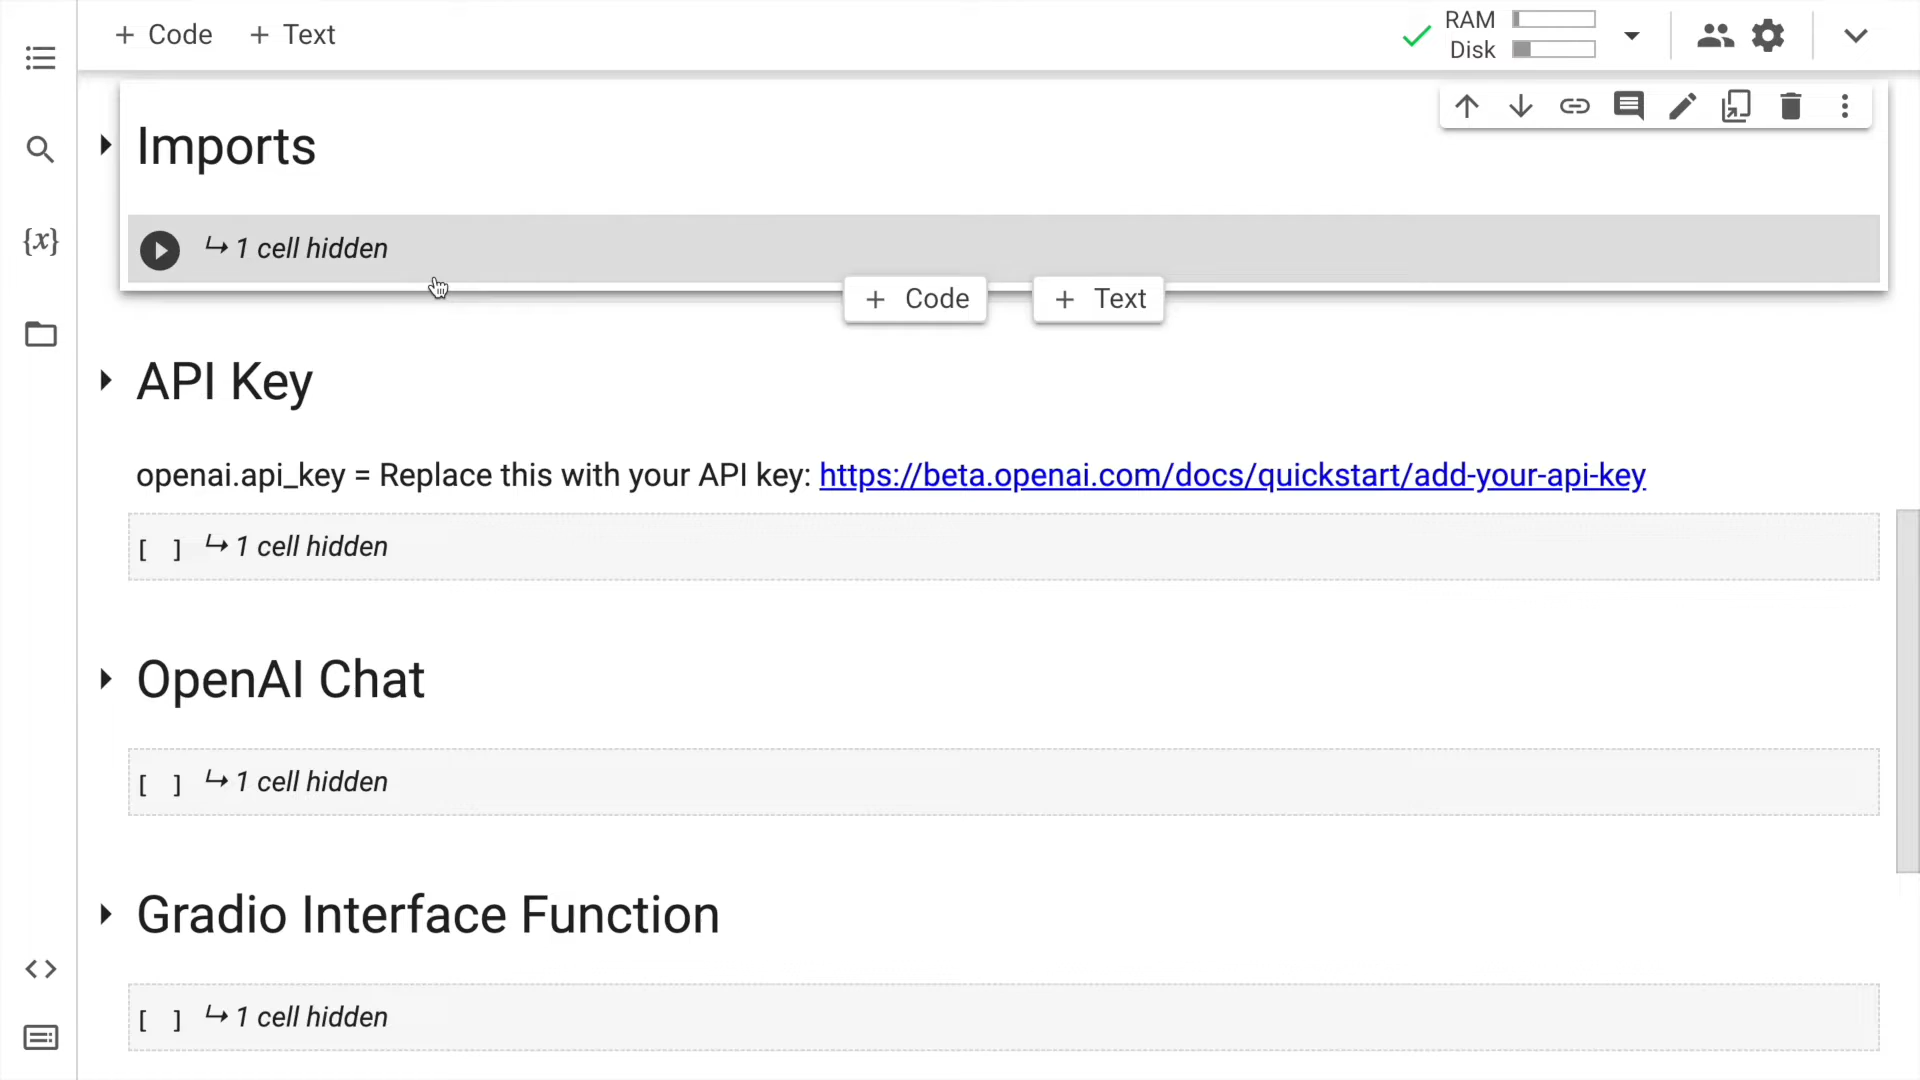 + Code + Text
RAM
Disk
Imports
1 cell hidden
+ Code + Text
API Key
openai.api_key = Replace this with your API key: https://beta.openai.com/docs/quickstart/add-your-api-key
[ ] 1 cell hidden
OpenAI Chat
[ ] 1 cell hidden
Gradio Interface Function
[ ] 1 cell hidden
{x}